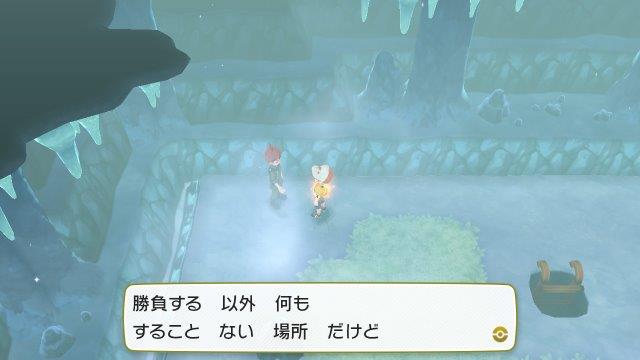 勝負する　以外　何も
すること　ない　場所　だけど